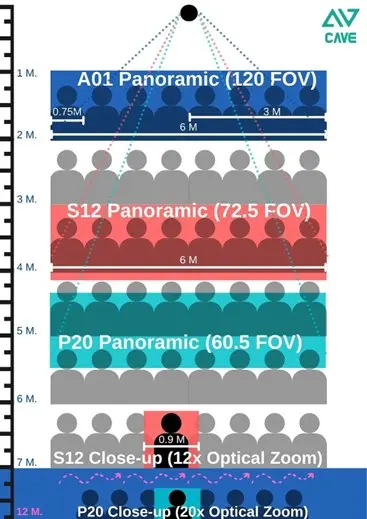 AV
CAVE
1 M.
A01 Panoramic (120 FOV)
0.75M
3 M
2 M.
6 M
3 M.
S12 Panoramic (72.5 FOV)
4 M.
6 M
5 M.
P20 Panoramic (60.5 FOV)
6 M.
0.9 M
7 M.
S12 Close-up (12x Optical Zoom)
12 M.
P20 Close-up (20x Optical Zoom)